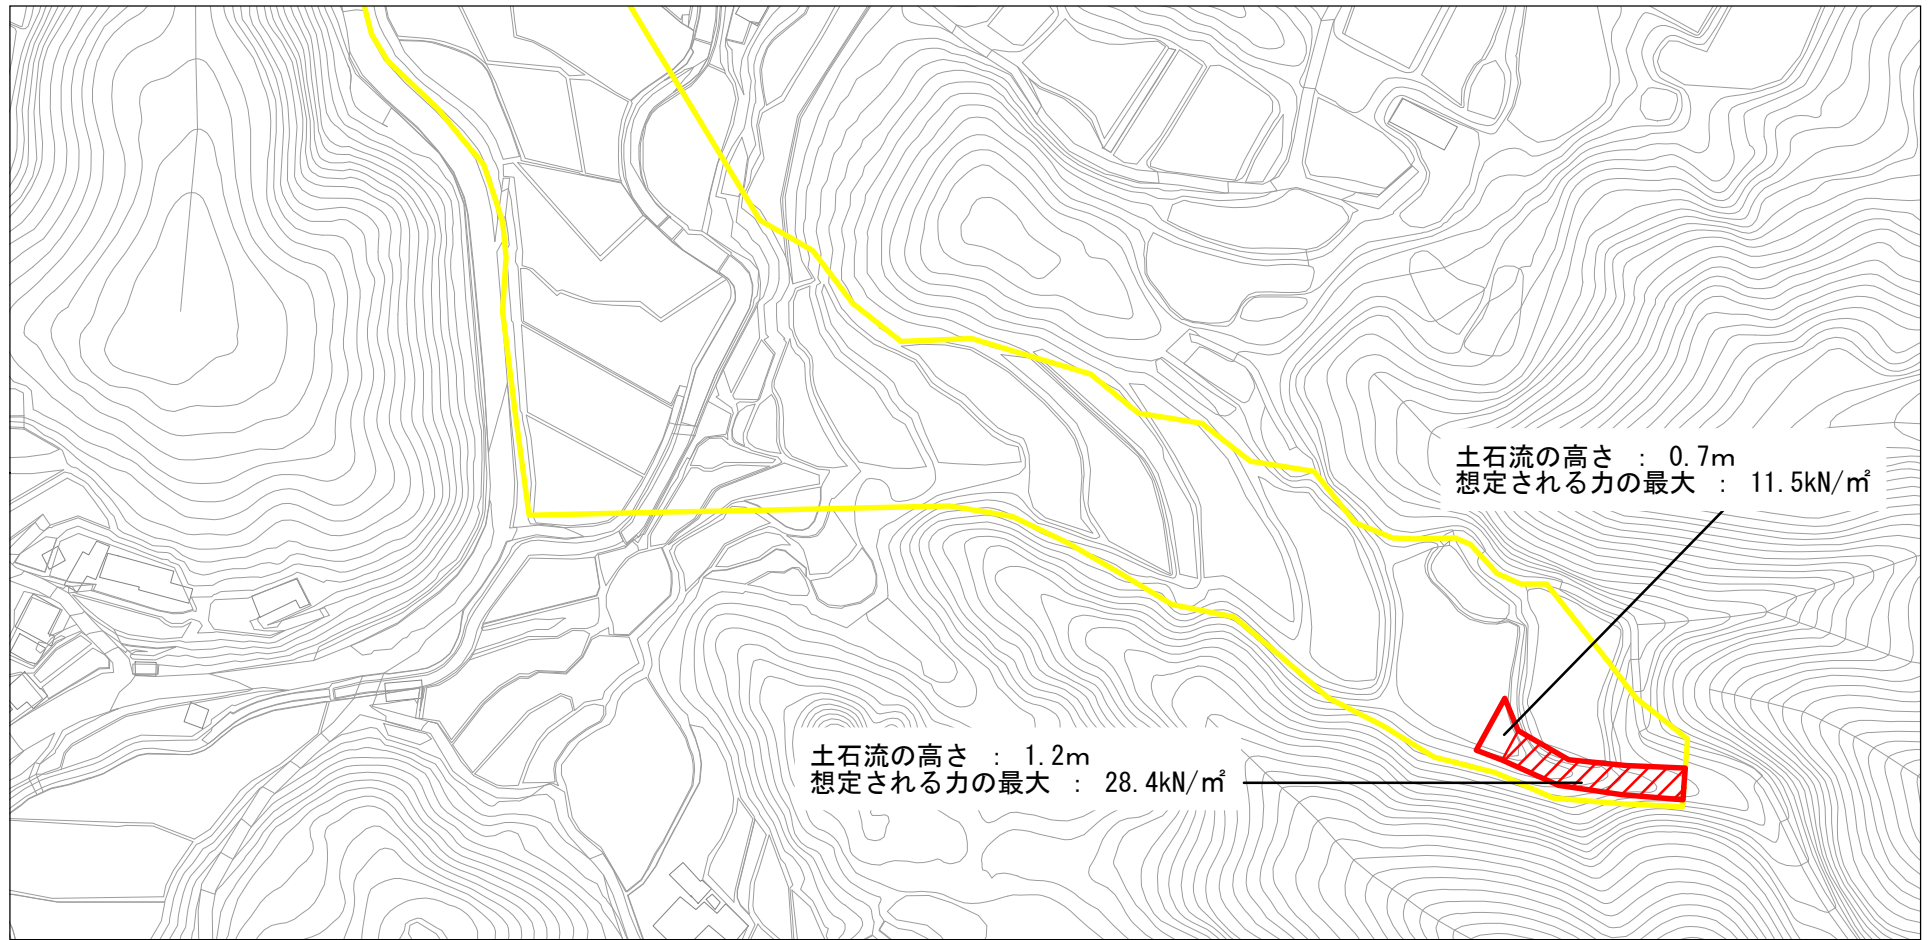 土石流の高さ : 0.7m
想定される力の最大 : 11.5kN/㎡
土石流の高さ : 1.2m
想定される力の最大 : 28.4kN/㎡